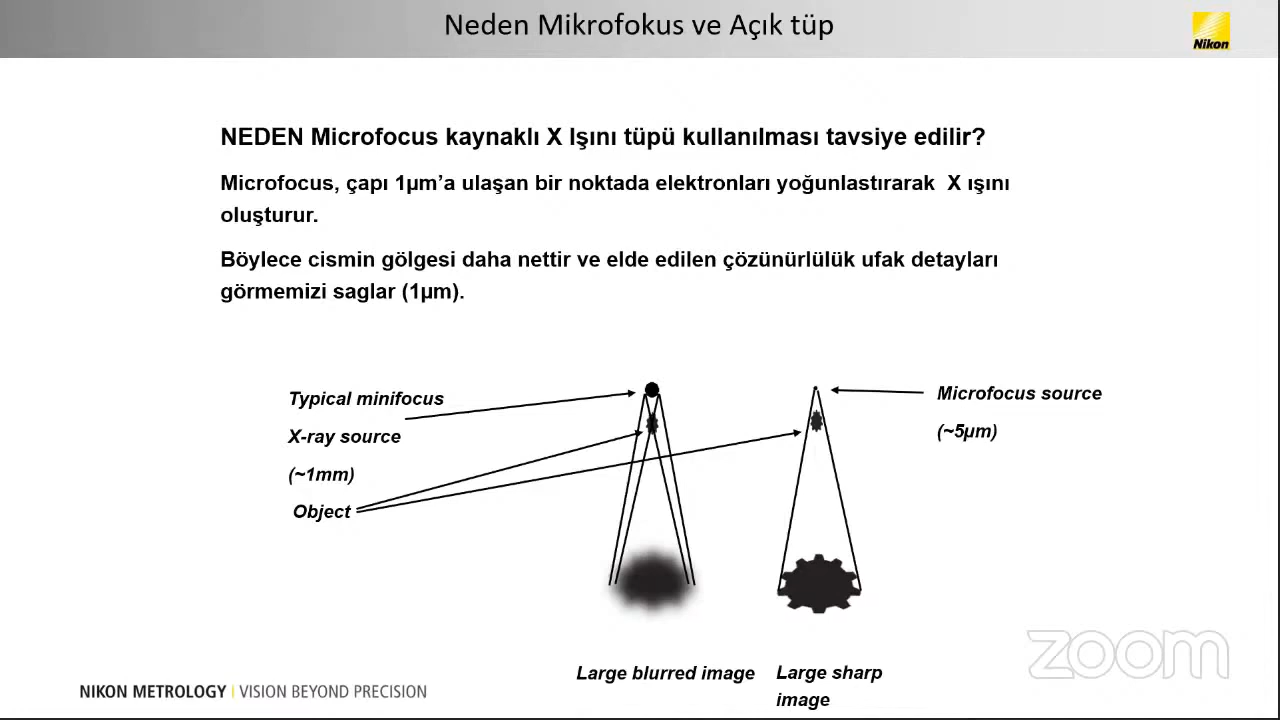 Neden Mikrofokus ve Açık tüp
Nikon
NEDEN Microfocus kaynaklı X Işını tüpü kullanılması tavsiye edilir?
Microfocus, çapı 1µm’a ulaşan bir noktada elektronları yoğunlastırarak X ışını
oluşturur.
Böylece cismin gölgesi daha nettir ve elde edilen çözünürlülük ufak detayları
görmemizi saglar (1µm).
Typical minifocus
X-ray source
(~1mm)
Object
Microfocus source
(~5µm)
Large blurred image
Large sharp
image
NIKON METROLOGY | VISION BEYOND PRECISION
zoom